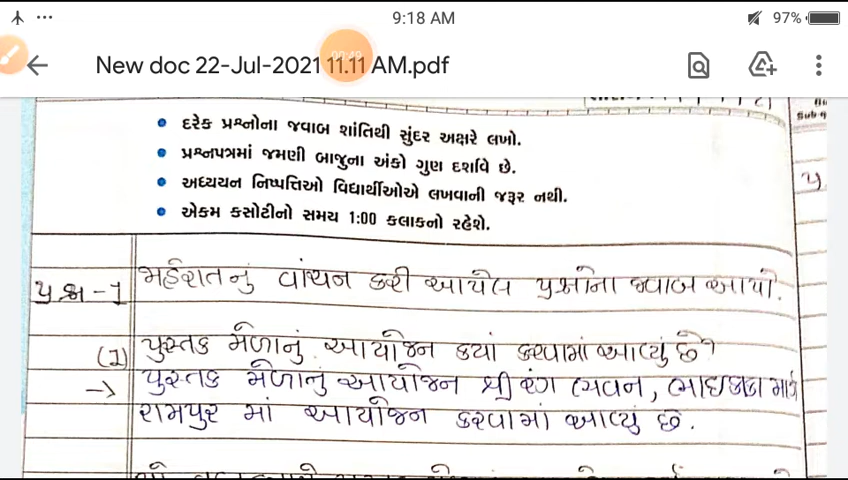 9:18 AM
97%
00:49
New doc 22-Jul-2021 11.11 AM.pdf
• દરેક પ્રશ્નોના જવાબ શાંતિથી સુંદર અક્ષરે લખો.
• પ્રશ્નપત્રમાં જમણી બાજુના અંકો ગુણ દર્શાવે છે.
• અધ્યયન નિષ્પત્તિઓ વિદ્યાર્થીઓએ લખવાની જરૂર નથી.
• એકમ કસોટીનો સમય 1:00 કલાકનો રહેશે.
પ્રશ્ન-1 જાહેરાતનું વાંચન કરી આપેલ પ્રશ્નોના જવાબ આપો.
(1) પુસ્તક મેળાનું આયોજન ક્યાં કરવામાં આવ્યું છે?
→ પુસ્તક મેળાનું આયોજન શ્રી રંગ ભવન, ભાઈકાકા માર્ગ
રામપુર માં આયોજન કરવામાં આવ્યું છે.